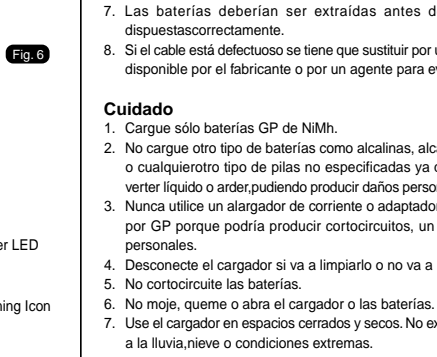 Fig. 6
er LED
ning Icon
7. Las baterías deberían ser extraídas antes d
dispuestascorrectamente.
8. Si el cable está defectuoso se tiene que sustituir por u
disponible por el fabricante o por un agente para ev
Cuidado
1. Cargue sólo baterías GP de NiMh.
2. No cargue otro tipo de baterías como alcalinas, alca
o cualquierotro tipo de pilas no especificadas ya q
verter líquido o arder,pudiendo producir daños person
3. Nunca utilice un alargador de corriente o adaptador
por GP porque podría producir cortocircuitos, un
personales.
4. Desconecte el cargador si va a limpiarlo o no va a
5. No cortocircuite las baterías.
6. No moje, queme o abra el cargador o las baterías.
7. Use el cargador en espacios cerrados y secos. No ex
a la lluvia,nieve o condiciones extremas.